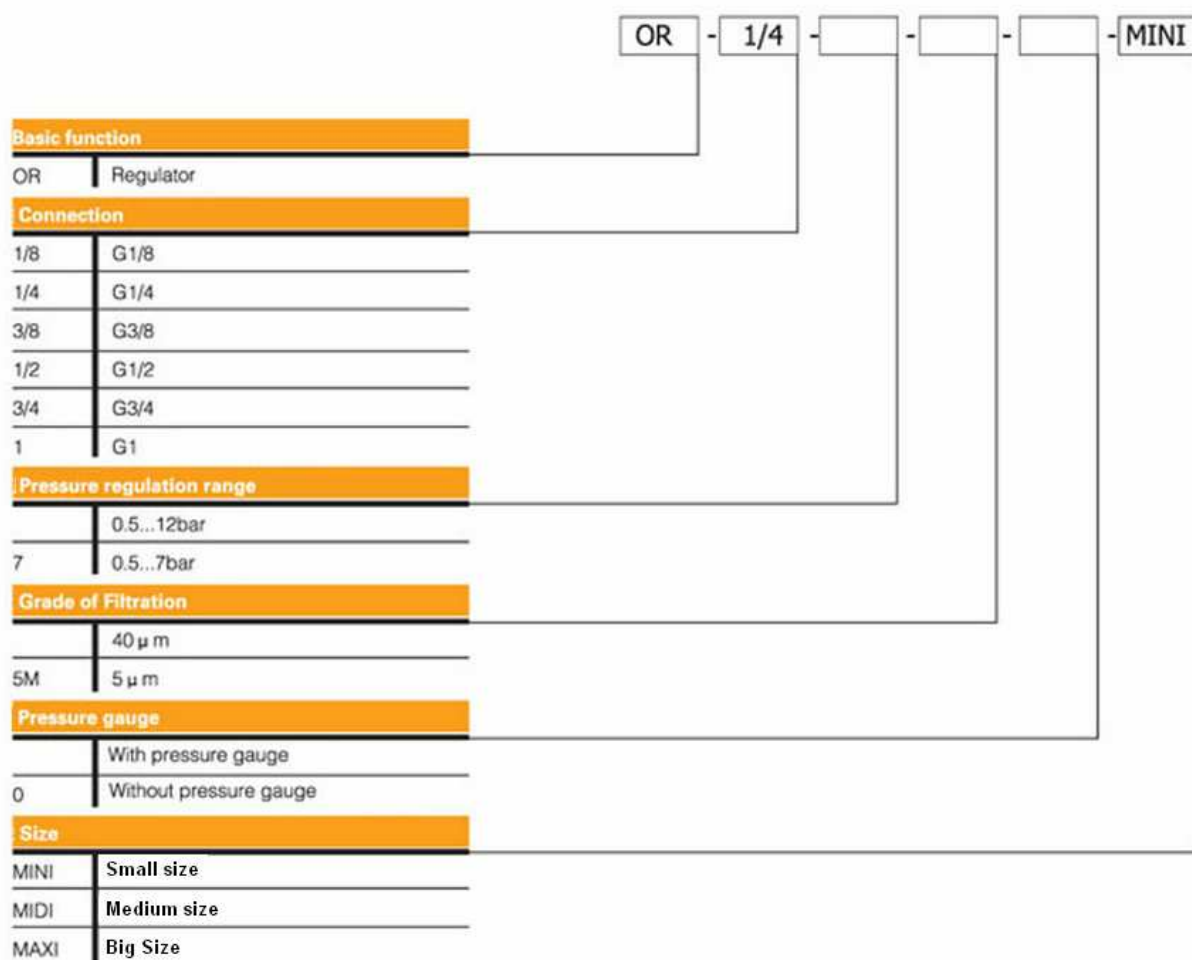 OR - 1/4 - - - - MINI
Basic function
OR Regulator
Connection
1/8 G1/8
1/4 G1/4
3/8 G3/8
1/2 G1/2
3/4 G3/4
1 G1
Pressure regulation range
0.5...12bar
7 0.5...7bar
Grade of Filtration
40 μ m
5M 5 μ m
Pressure gauge
With pressure gauge
0 Without pressure gauge
Size
MINI Small size
MIDI Medium size
MAXI Big Size